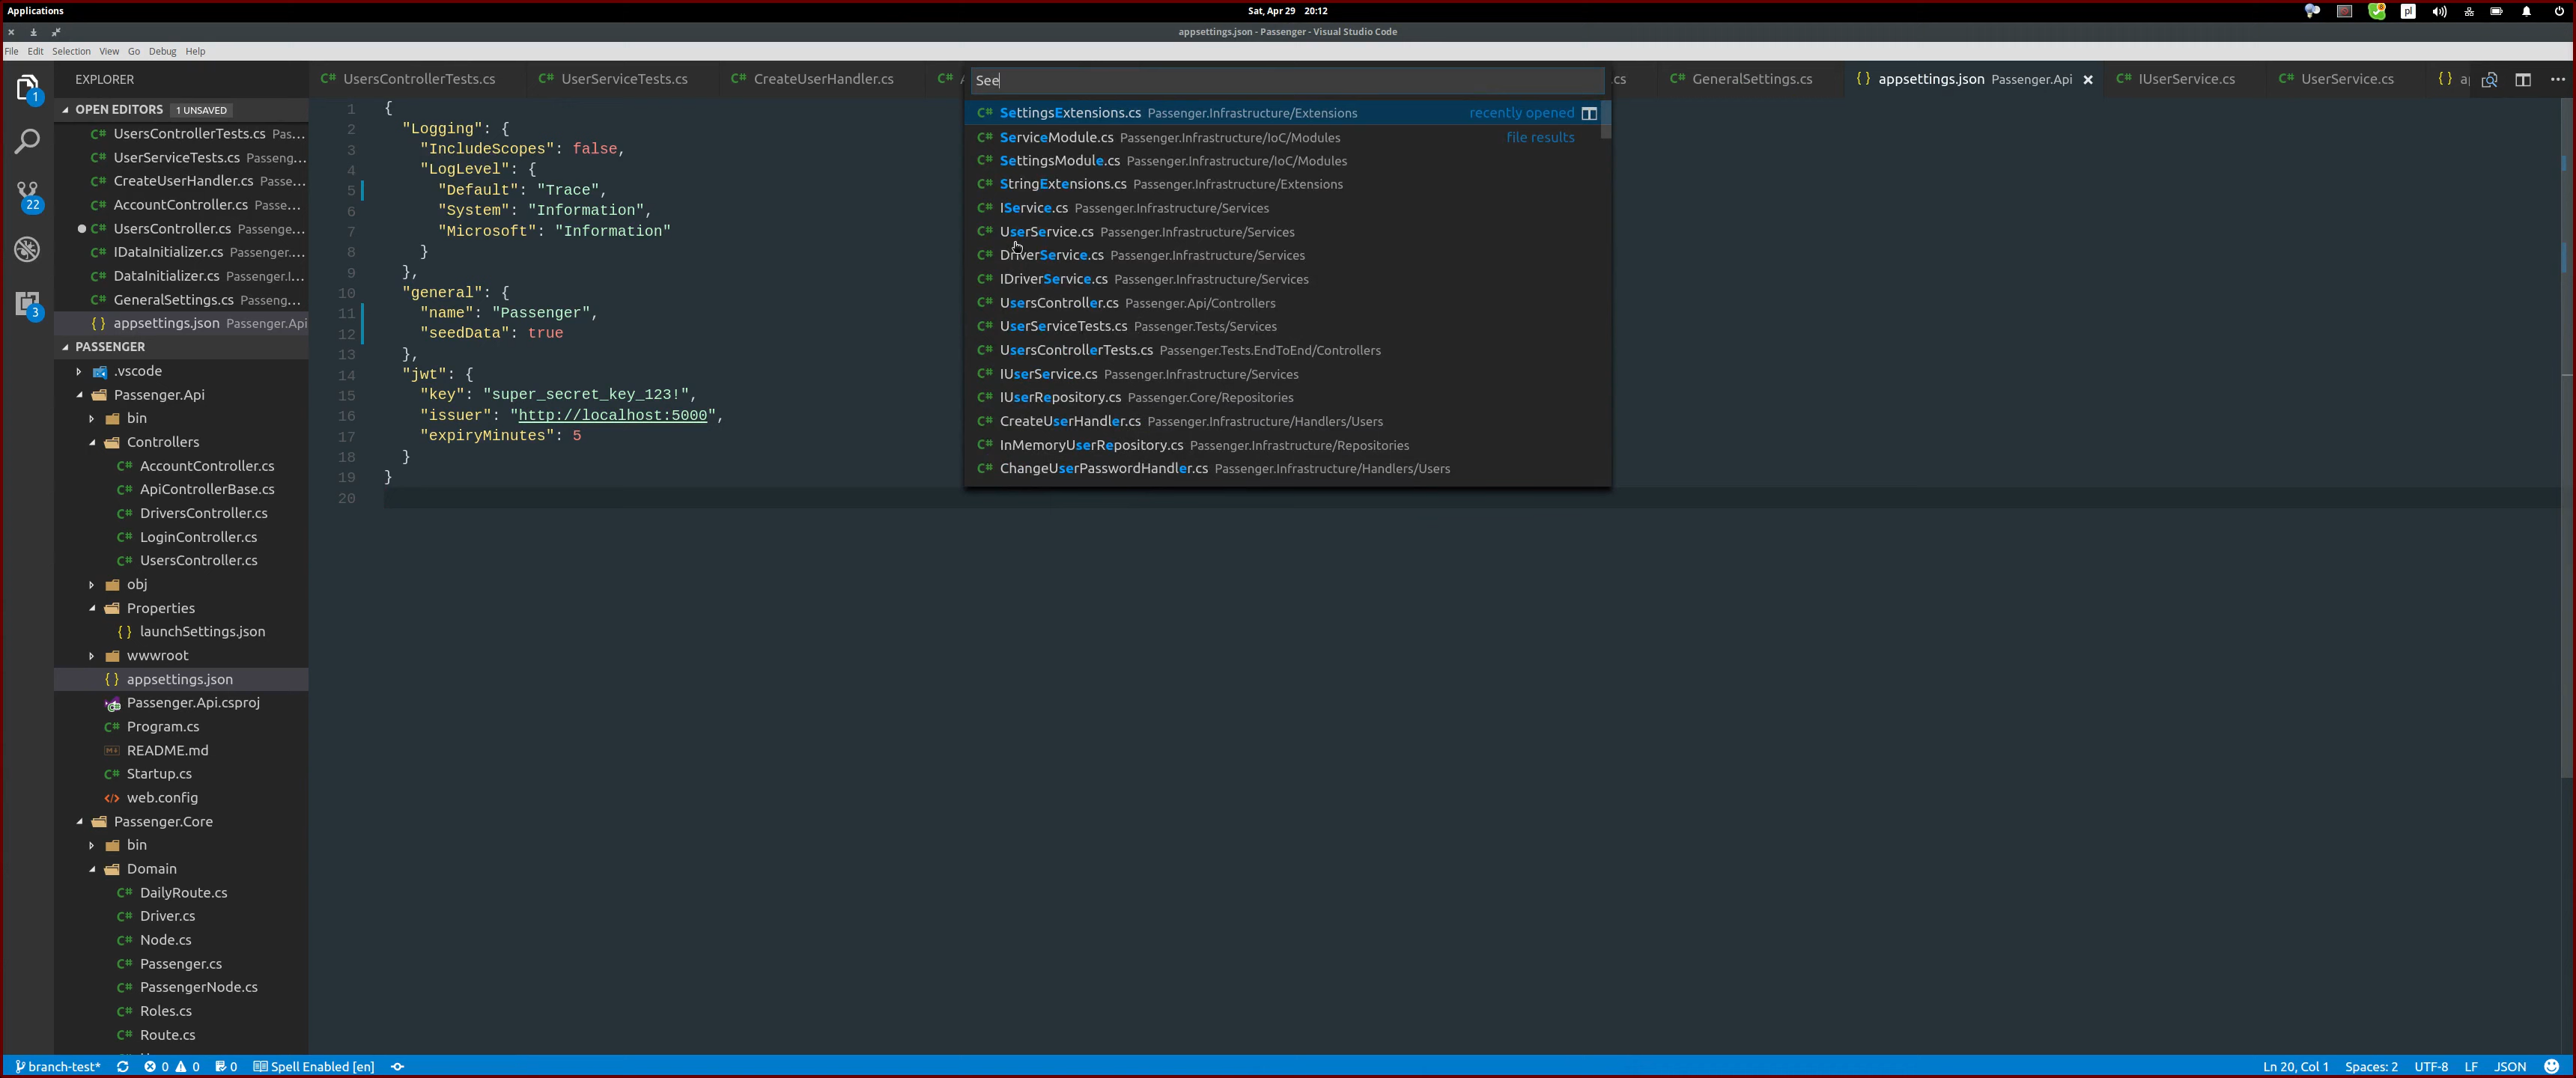 Applications
Sat, Apr 29 20:12
pl
appsettings.json - Passenger - Visual Studio Code
File Edit Selection View Go Debug Help
EXPLORER
OPEN EDITORS 1 UNSAVED
C# UsersControllerTests.cs Pas...
C# UserServiceTests.cs Passeng...
C# CreateUserHandler.cs Passe...
C# AccountController.cs Passe...
C# UsersController.cs Passenge...
C# IDataInitializer.cs Passenger....
C# DataInitializer.cs Passenger.I...
C# GeneralSettings.cs Passeng...
{} appsettings.json Passenger.Api
PASSENGER
.vscode
Passenger.Api
bin
Controllers
C# AccountController.cs
C# ApiControllerBase.cs
C# DriversController.cs
C# LoginController.cs
C# UsersController.cs
obj
Properties
{} launchSettings.json
wwwroot
{} appsettings.json
Passenger.Api.csproj
C# Program.cs
README.md
C# Startup.cs
</> web.config
Passenger.Core
bin
Domain
C# DailyRoute.cs
C# Driver.cs
C# Node.cs
C# Passenger.cs
C# PassengerNode.cs
C# Roles.cs
C# Route.cs
1
22
3
C# UsersControllerTests.cs C# UserServiceTests.cs C# CreateUserHandler.cs C# A .cs C# GeneralSettings.cs {} appsettings.json Passenger.Api × C# IUserService.cs C# UserService.cs {} a
1 {
2 "Logging": {
3 "IncludeScopes": false,
4 "LogLevel": {
5 "Default": "Trace",
6 "System": "Information",
7 "Microsoft": "Information"
8 }
9 },
10 "general": {
11 "name": "Passenger",
12 "seedData": true
13 },
14 "jwt": {
15 "key": "super_secret_key_123!",
16 "issuer": "http://localhost:5000",
17 "expiryMinutes": 5
18 }
19 }
20
See
C# SettingsExtensions.cs Passenger.Infrastructure/Extensions recently opened
C# ServiceModule.cs Passenger.Infrastructure/IoC/Modules file results
C# SettingsModule.cs Passenger.Infrastructure/IoC/Modules
C# StringExtensions.cs Passenger.Infrastructure/Extensions
C# IService.cs Passenger.Infrastructure/Services
C# UserService.cs Passenger.Infrastructure/Services
C# DriverService.cs Passenger.Infrastructure/Services
C# IDriverService.cs Passenger.Infrastructure/Services
C# UsersController.cs Passenger.Api/Controllers
C# UserServiceTests.cs Passenger.Tests/Services
C# UsersControllerTests.cs Passenger.Tests.EndToEnd/Controllers
C# IUserService.cs Passenger.Infrastructure/Services
C# IUserRepository.cs Passenger.Core/Repositories
C# CreateUserHandler.cs Passenger.Infrastructure/Handlers/Users
C# InMemoryUserRepository.cs Passenger.Infrastructure/Repositories
C# ChangeUserPasswordHandler.cs Passenger.Infrastructure/Handlers/Users
branch-test* 0 0 0 Spell Enabled [en] Ln 20, Col 1 Spaces: 2 UTF-8 LF JSON